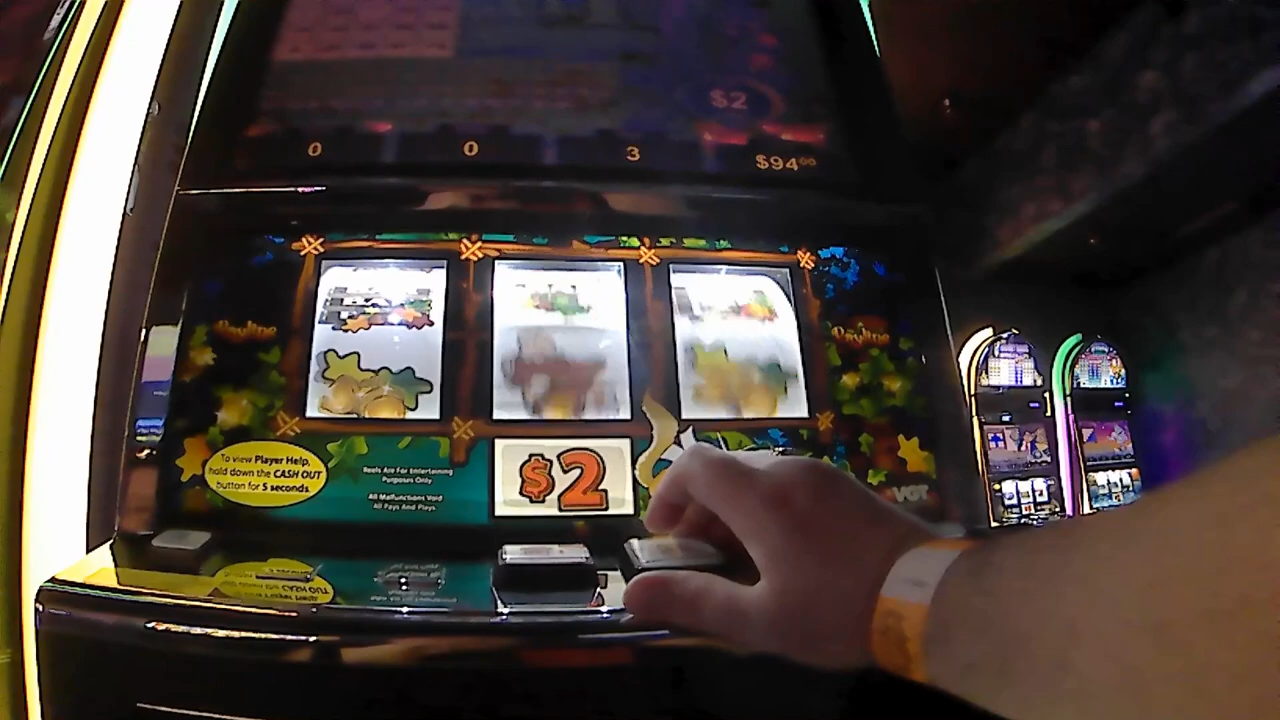 $2
0 0 3 $94⁰⁰
Payline Payline
To view Player Help,
hold down the CASH OUT
button for 5 seconds.
Reels Are For Entertaining
Purposes Only
All Malfunctions Void
All Pays And Plays
$2
VGT